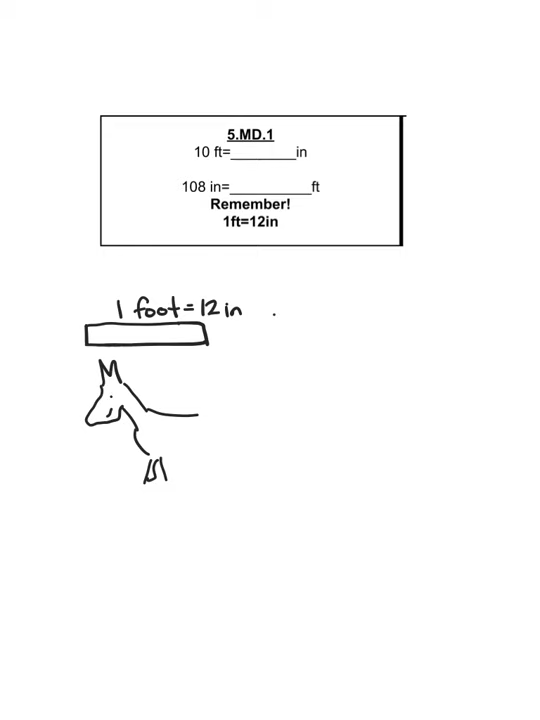 5.MD.1
10 ft=________in
108 in=__________ft
Remember!
1ft=12in
1 foot=12 in